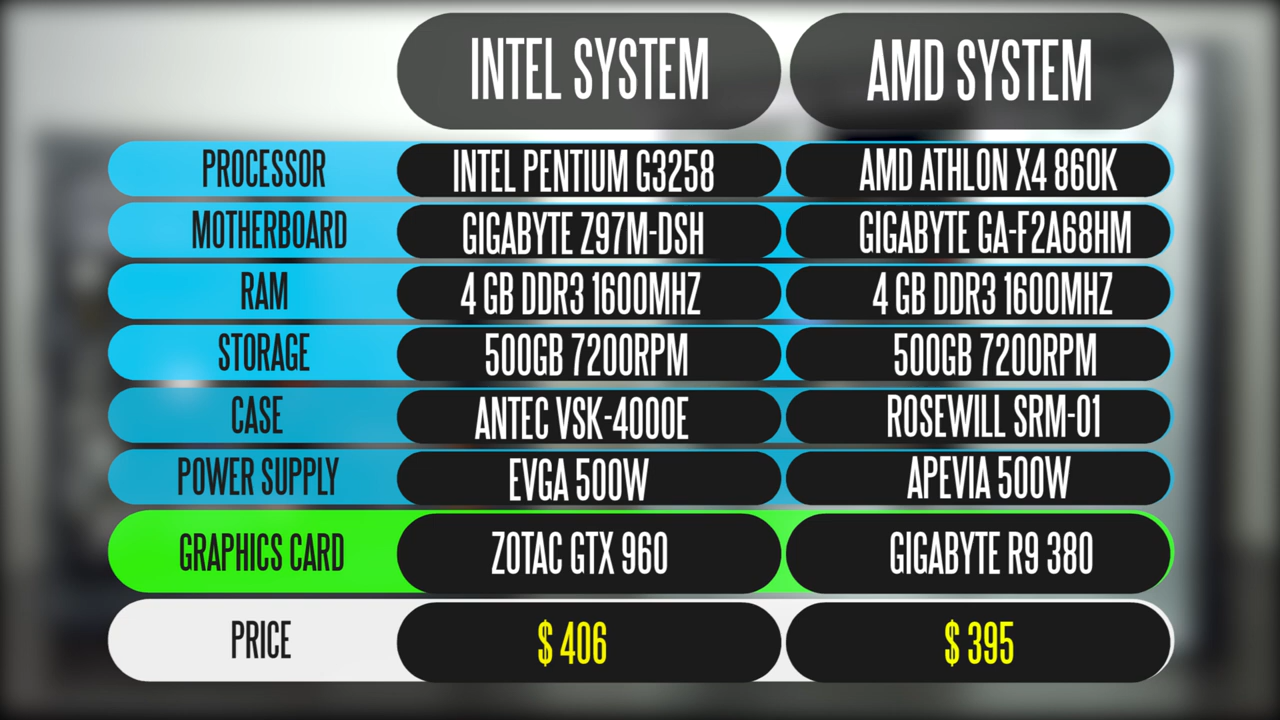 INTEL SYSTEM AMD SYSTEM
PROCESSOR INTEL PENTIUM G3258 AMD ATHLON X4 860K
MOTHERBOARD GIGABYTE Z97M-DSH GIGABYTE GA-F2A68HM
RAM 4 GB DDR3 1600MHZ 4 GB DDR3 1600MHZ
STORAGE 500GB 7200RPM 500GB 7200RPM
CASE ANTEC VSK-4000E ROSEWILL SRM-01
POWER SUPPLY EVGA 500W APEVIA 500W
GRAPHICS CARD ZOTAC GTX 960 GIGABYTE R9 380
PRICE $ 406 $ 395